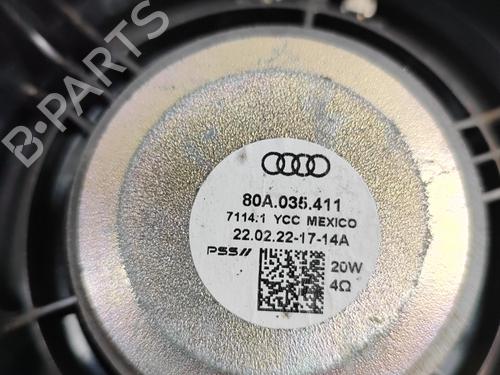 B-PARTS
80A.035.411
7114.1 YCC MEXICO
22.02.22-17-14A
PSS//
20W
4Ω